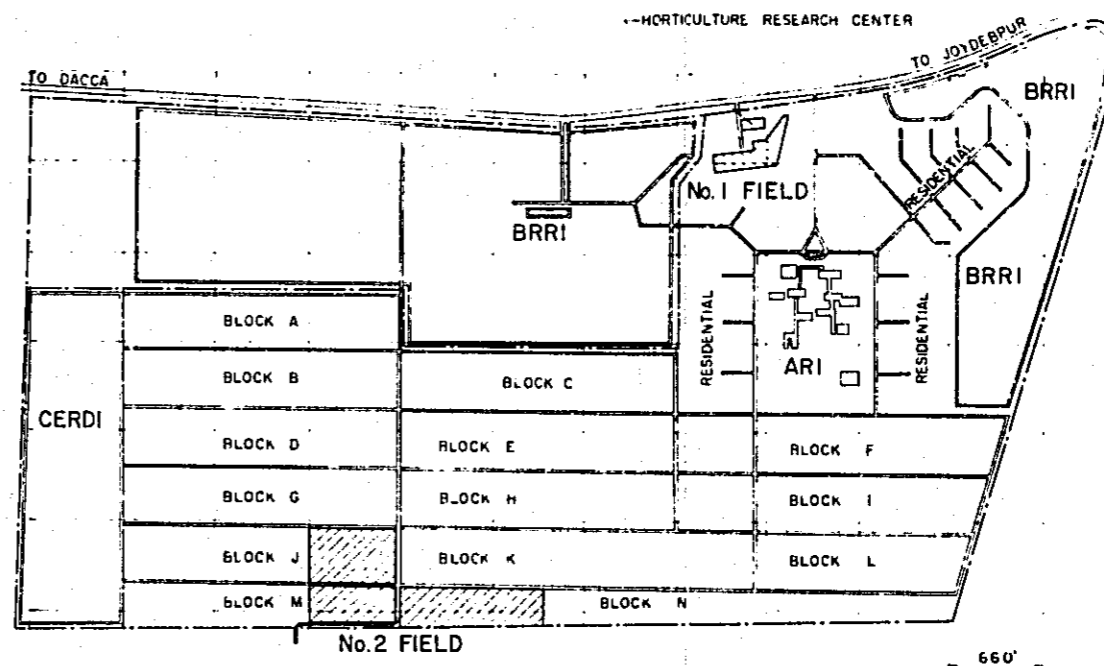 ←HORTICULTURE RESEARCH CENTER
TO JOYDEBPUR
TO DACCA
BRRI
RESIDENTIAL
No.1 FIELD
BRRI
BRRI
BLOCK A
RESIDENTIAL
RESIDENTIAL
ARI
BLOCK B
BLOCK C
CERDI
BLOCK D
BLOCK E
BLOCK F
BLOCK G
BLOCK H
BLOCK I
BLOCK J
BLOCK K
BLOCK L
BLOCK M
BLOCK N
No.2 FIELD
660'